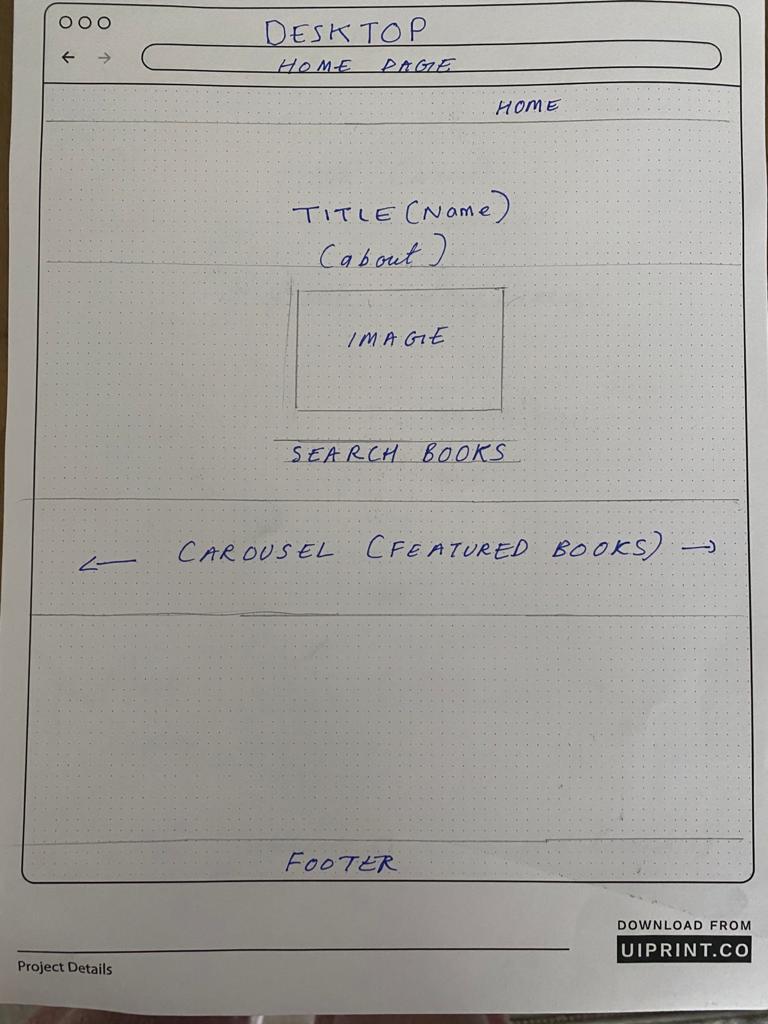 DESKTOP
HOME PAGE
HOME
TITLE (Name)
(about)
IMAGE
SEARCH BOOKS
CAROUSEL (FEATURED BOOKS)
FOOTER
DOWNLOAD FROM
UIPRINT.CO
Project Details